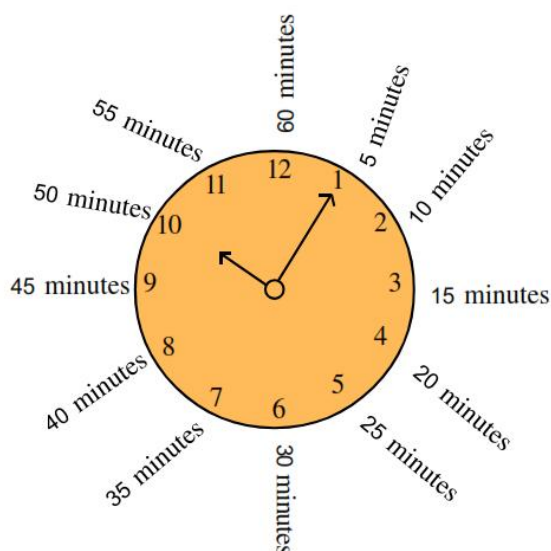 60 minutes
5 minutes
10 minutes
15 minutes
20 minutes
25 minutes
30 minutes
35 minutes
40 minutes
45 minutes
50 minutes
55 minutes
12
1
2
3
4
5
6
7
8
9
10
11